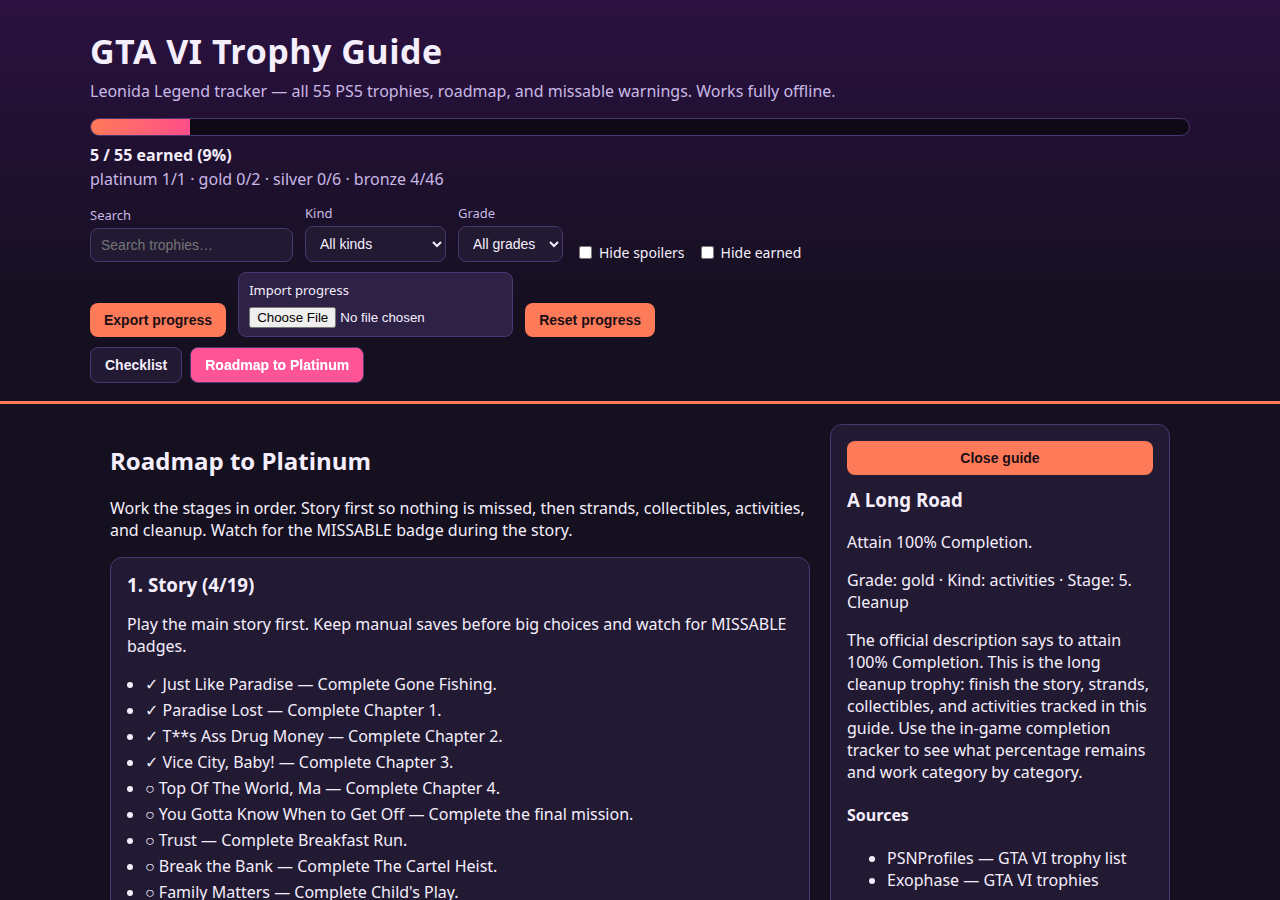 GTA VI Trophy Guide
Leonida Legend tracker — all 55 PS5 trophies, roadmap, and missable warnings. Works fully offline.
5 / 55 earned (9%)
platinum 1/1 · gold 0/2 · silver 0/6 · bronze 4/46
Search
Kind
Grade
Search trophies…
All kinds
All grades
Hide spoilers
Hide earned
Export progress
Import progress
Choose File No file chosen
Reset progress
Checklist
Roadmap to Platinum
Roadmap to Platinum
Work the stages in order. Story first so nothing is missed, then strands, collectibles, activities,
and cleanup. Watch for the MISSABLE badge during the story.
1. Story (4/19)
Play the main story first. Keep manual saves before big choices and watch for MISSABLE
badges.
✓ Just Like Paradise — Complete Gone Fishing.
✓ Paradise Lost — Complete Chapter 1.
✓ T**s Ass Drug Money — Complete Chapter 2.
✓ Vice City, Baby! — Complete Chapter 3.
○ Top Of The World, Ma — Complete Chapter 4.
○ You Gotta Know When to Get Off — Complete the final mission.
○ Trust — Complete Breakfast Run.
○ Break the Bank — Complete The Cartel Heist.
○ Family Matters — Complete Child's Play.
Close guide
A Long Road
Attain 100% Completion.
Grade: gold · Kind: activities · Stage: 5.
Cleanup
The official description says to attain
100% Completion. This is the long
cleanup trophy: finish the story, strands,
collectibles, and activities tracked in this
guide. Use the in-game completion
tracker to see what percentage remains
and work category by category.
Sources
PSNProfiles — GTA VI trophy list
Exophase — GTA VI trophies